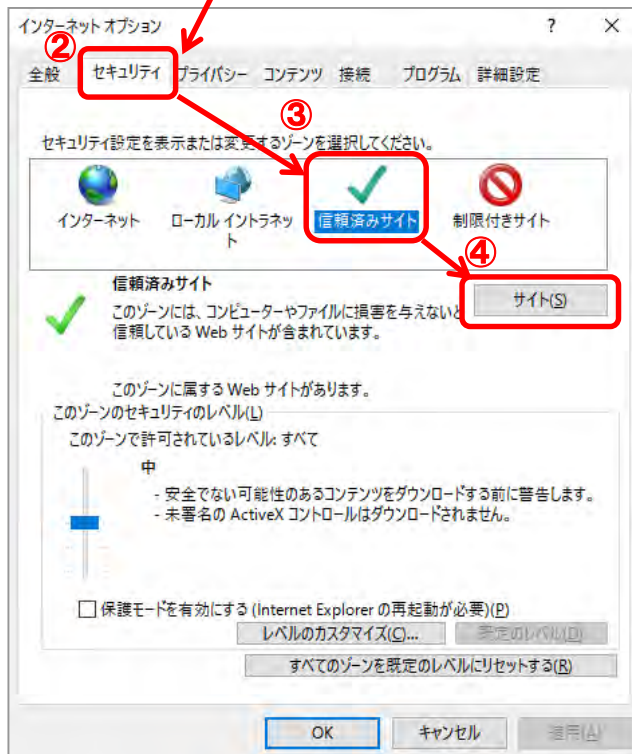 インターネット オプション ? ×
②
全般 セキュリティ プライバシー コンテンツ 接続 プログラム 詳細設定
③
セキュリティ設定を表示または変更するゾーンを選択してください。
インターネット ローカル イントラネット 信頼済みサイト 制限付きサイト
④
信頼済みサイト
サイト(S)
このゾーンには、コンピューターやファイルに損害を与えないと
信頼している Web サイトが含まれています。
このゾーンに属する Web サイトがあります。
このゾーンのセキュリティのレベル(L)
このゾーンで許可されているレベル: すべて
中
- 安全でない可能性のあるコンテンツをダウンロードする前に警告します。
- 未署名の ActiveX コントロールはダウンロードされません。
保護モードを有効にする (Internet Explorer の再起動が必要)(P)
レベルのカスタマイズ(C)... 既定のレベル(D)
すべてのゾーンを既定のレベルにリセットする(R)
OK キャンセル 適用(A)